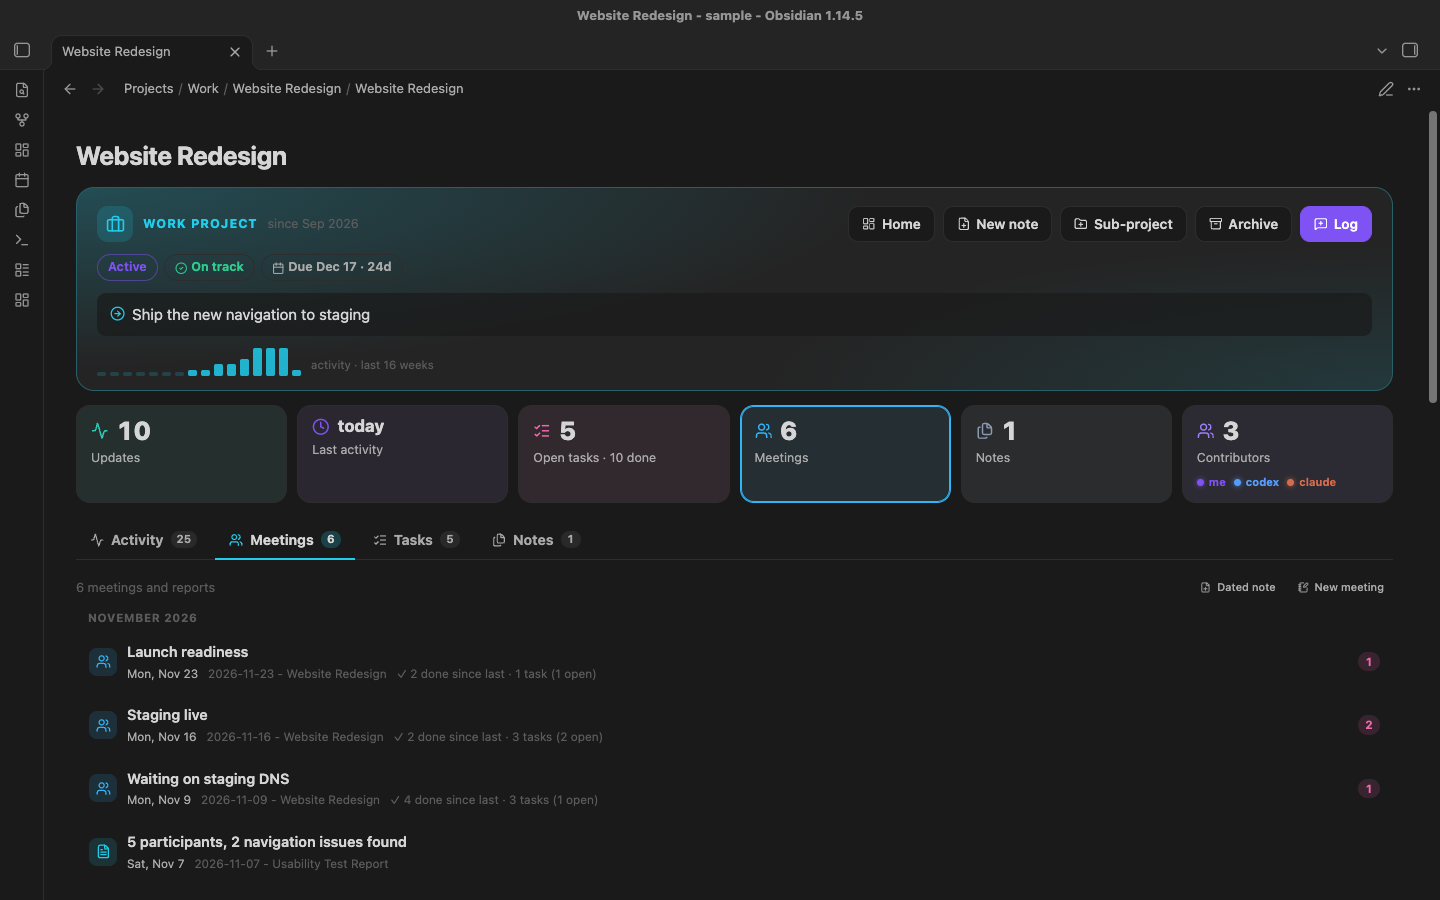 Website Redesign - sample - Obsidian 1.14.5
Website Redesign
Projects / Work / Website Redesign / Website Redesign
Website Redesign
WORK PROJECT since Sep 2026
Home New note Sub-project Archive Log
Active On track Due Dec 17 · 24d
Ship the new navigation to staging
activity · last 16 weeks
10
Updates
today
Last activity
5
Open tasks · 10 done
6
Meetings
1
Notes
3
Contributors
me codex claude
Activity 25 Meetings 6 Tasks 5 Notes 1
6 meetings and reports Dated note New meeting
NOVEMBER 2026
Launch readiness
Mon, Nov 23 2026-11-23 - Website Redesign ✓ 2 done since last · 1 task (1 open) 1
Staging live
Mon, Nov 16 2026-11-16 - Website Redesign ✓ 2 done since last · 3 tasks (2 open) 2
Waiting on staging DNS
Mon, Nov 9 2026-11-09 - Website Redesign ✓ 4 done since last · 3 tasks (1 open) 1
5 participants, 2 navigation issues found
Sat, Nov 7 2026-11-07 - Usability Test Report